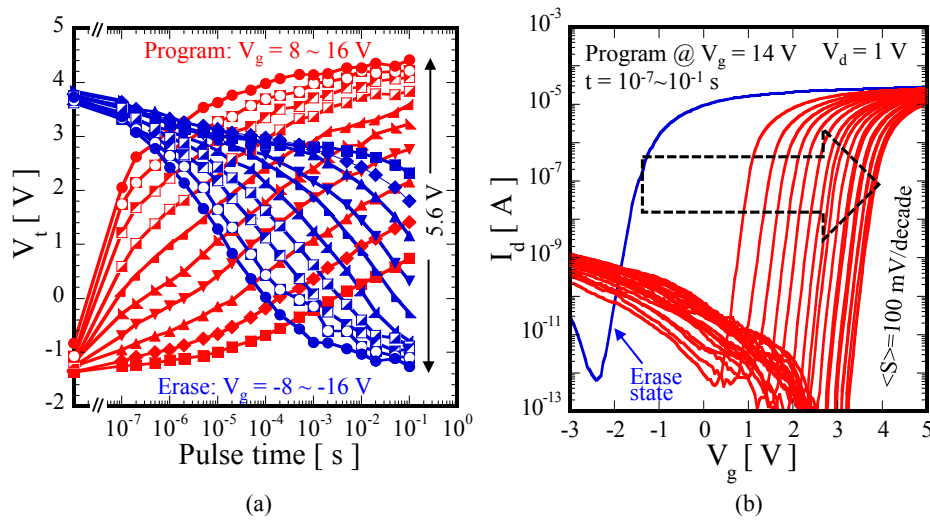 5
4
3
2
1
0
-1
-2
V_t [ V ]
Program: V_g = 8 ~ 16 V
5.6 V
Erase: V_g = -8 ~ -16 V
10^-7 10^-6 10^-5 10^-4 10^-3 10^-2 10^-1 10^0
Pulse time [ s ]
(a)
10^-3
10^-5
10^-7
10^-9
10^-11
10^-13
I_d [ A ]
Program @ V_g = 14 V V_d = 1 V
t = 10^-7~10^-1 s
<S>=100 mV/decade
Erase
state
-3 -2 -1 0 1 2 3 4 5
V_g [ V ]
(b)